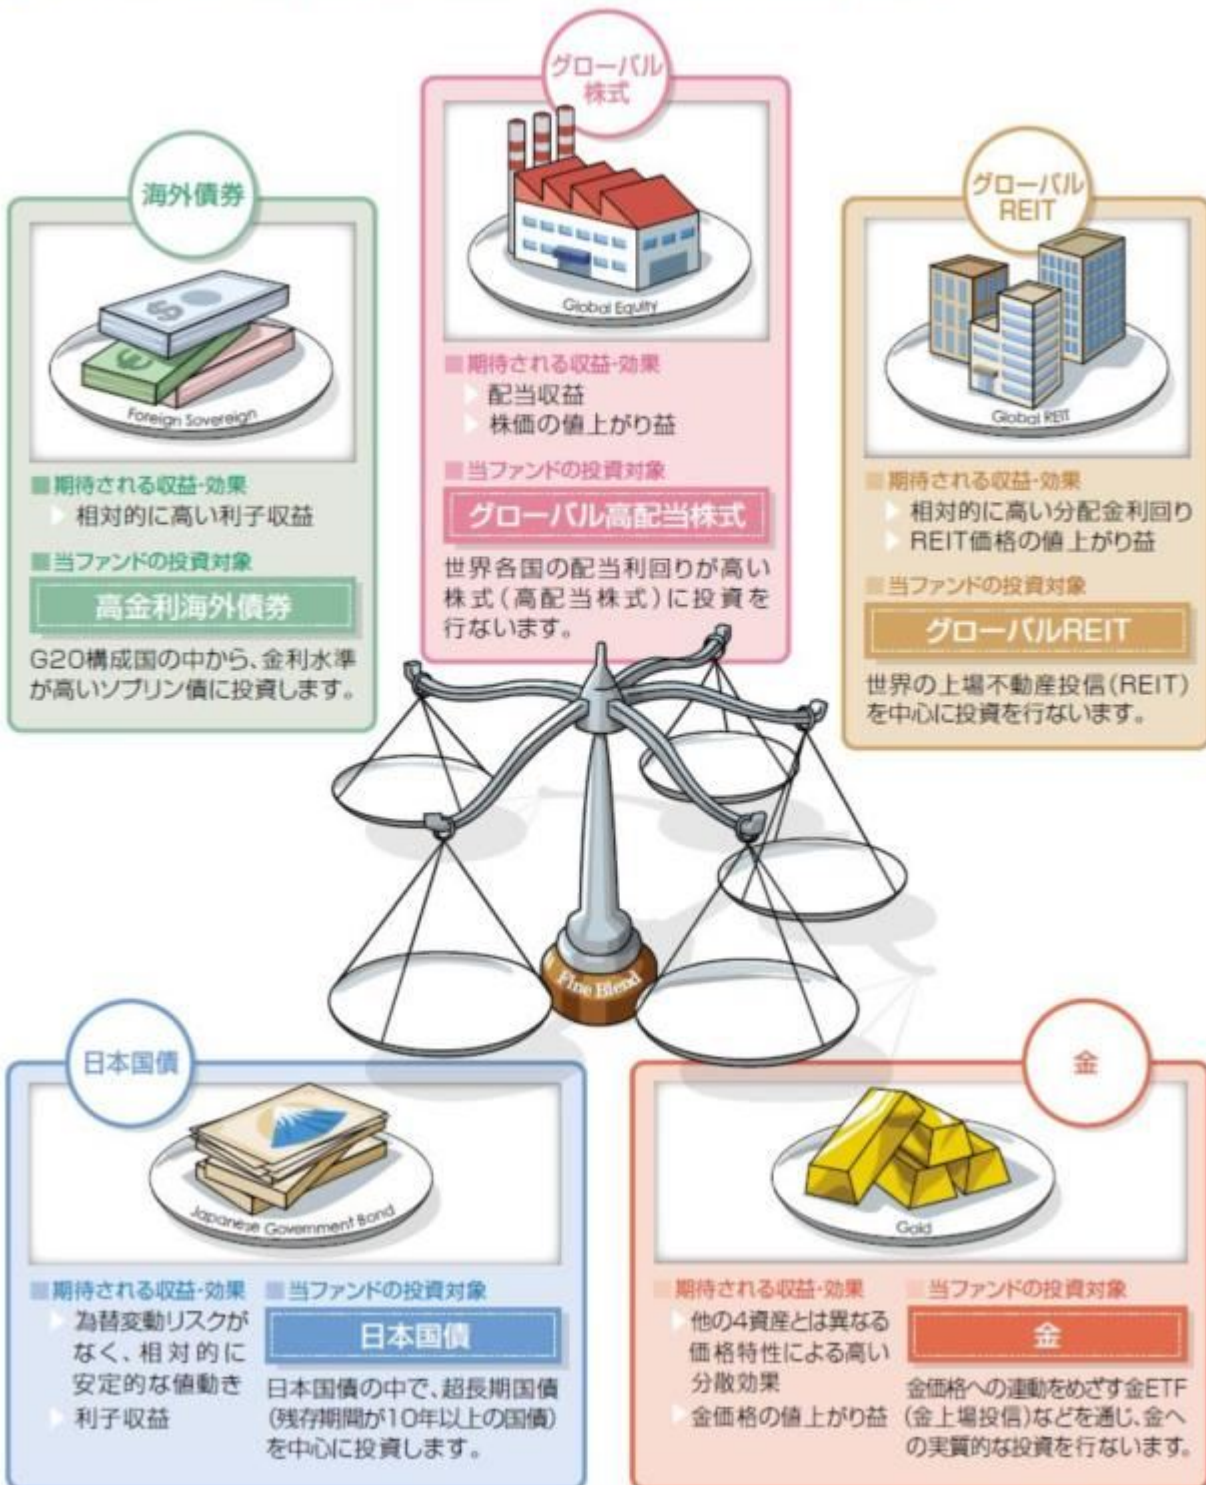 グローバル
株式
Global Equity
■期待される収益・効果
配当収益
株価の値上がり益
■当ファンドの投資対象
グローバル高配当株式
世界各国の配当利回りが高い
株式(高配当株式)に投資を
行ないます。
海外債券
Foreign Sovereign
■期待される収益・効果
相対的に高い利子収益
■当ファンドの投資対象
高金利海外債券
G20構成国の中から、金利水準
が高いソブリン債に投資します。
グローバル
REIT
Global REIT
■期待される収益・効果
相対的に高い分配金利回り
REIT価格の値上がり益
■当ファンドの投資対象
グローバルREIT
世界の上場不動産投信(REIT)
を中心に投資を行ないます。
Fine Blend
日本国債
Japanese Government Bond
■期待される収益・効果
為替変動リスクが
なく、相対的に
安定的な値動き
利子収益
■当ファンドの投資対象
日本国債
日本国債の中で、超長期国債
(残存期間が10年以上の国債)
を中心に投資します。
金
Gold
■期待される収益・効果
他の4資産とは異なる
価格特性による高い
分散効果
金価格の値上がり益
■当ファンドの投資対象
金
金価格への連動をめざす金ETF
(金上場投信)などを通じ、金へ
の実質的な投資を行ないます。